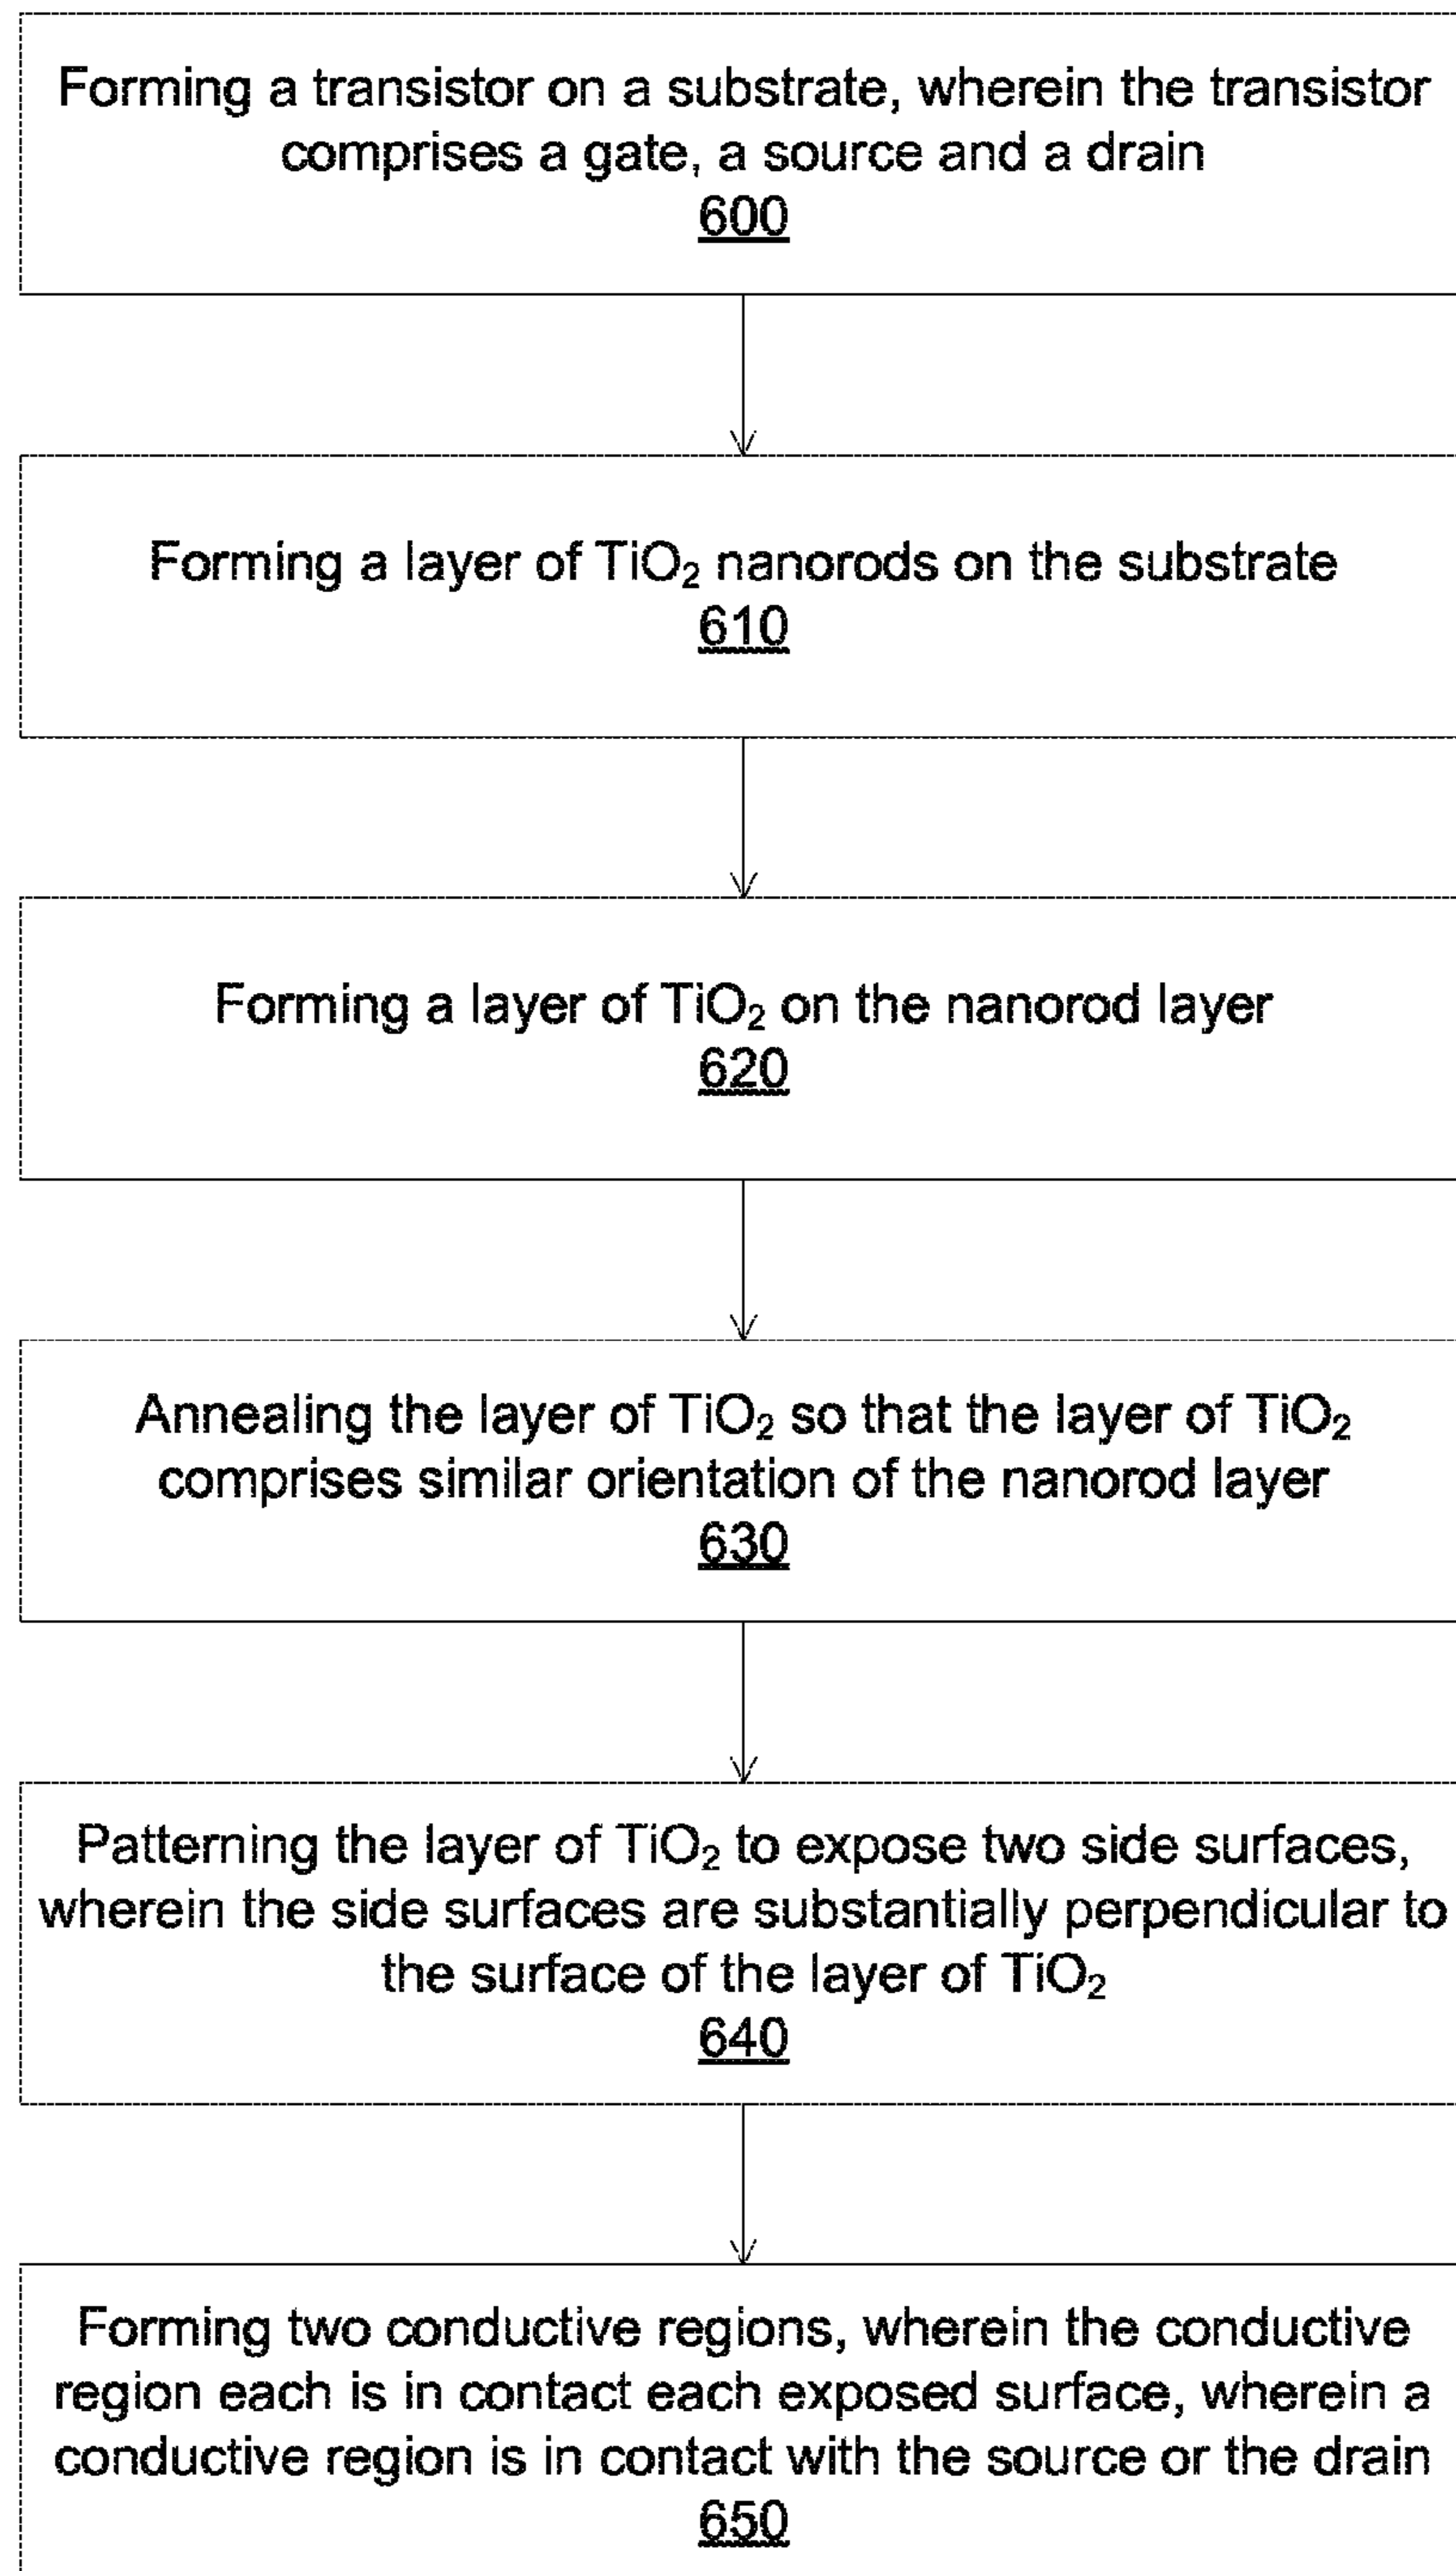 Forming a transistor on a substrate, wherein the transistor
comprises a gate, a source and a drain
600
Forming a layer of TiO₂ nanorods on the substrate
610
Forming a layer of TiO₂ on the nanorod layer
620
Annealing the layer of TiO₂ so that the layer of TiO₂
comprises similar orientation of the nanorod layer
630
Patterning the layer of TiO₂ to expose two side surfaces,
wherein the side surfaces are substantially perpendicular to
the surface of the layer of TiO₂
640
Forming two conductive regions, wherein the conductive
region each is in contact each exposed surface, wherein a
conductive region is in contact with the source or the drain
650